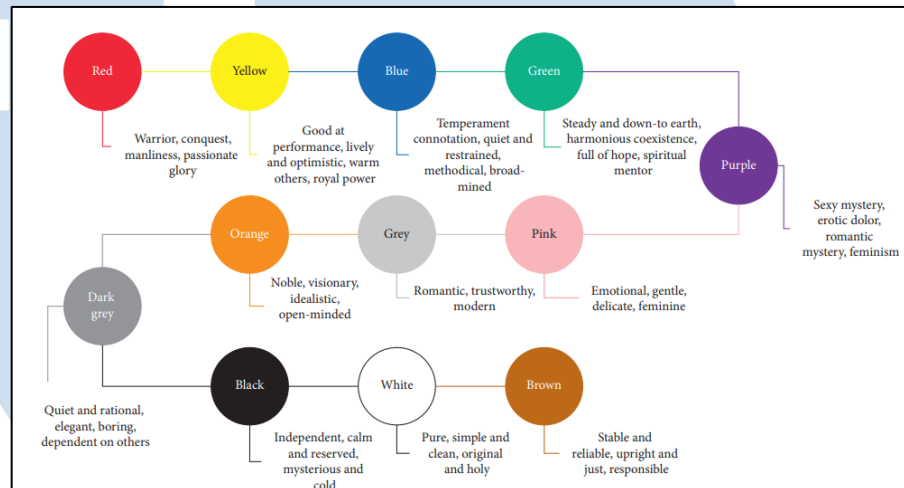 Red
Warrior, conquest,
manliness, passionate
glory
Yellow
Good at
performance, lively
and optimistic, warm
others, royal power
Blue
Temperament
connotation, quiet and
restrained,
methodical, broad-
mined
Green
Steady and down-to earth,
harmonious coexistence,
full of hope, spiritual
mentor
Purple
Sexy mystery,
erotic dolor,
romantic
mystery, feminism
Pink
Emotional, gentle,
delicate, feminine
Grey
Romantic, trustworthy,
modern
Orange
Noble, visionary,
idealistic,
open-minded
Dark
grey
Quiet and rational,
elegant, boring,
dependent on others
Black
Independent, calm
and reserved,
mysterious and
cold
White
Pure, simple and
clean, original
and holy
Brown
Stable and
reliable, upright and
just, responsible